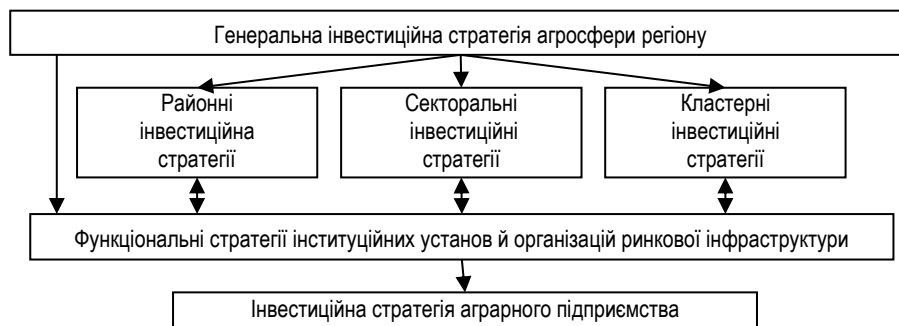 Генеральна інвестиційна стратегія агросфери регіону
Районні
інвестиційна
стратегії
Секторальні
інвестиційні
стратегії
Кластерні
інвестиційні
стратегії
Функціональні стратегії інституційних установ й організацій ринкової інфраструктури
Інвестиційна стратегія аграрного підприємства